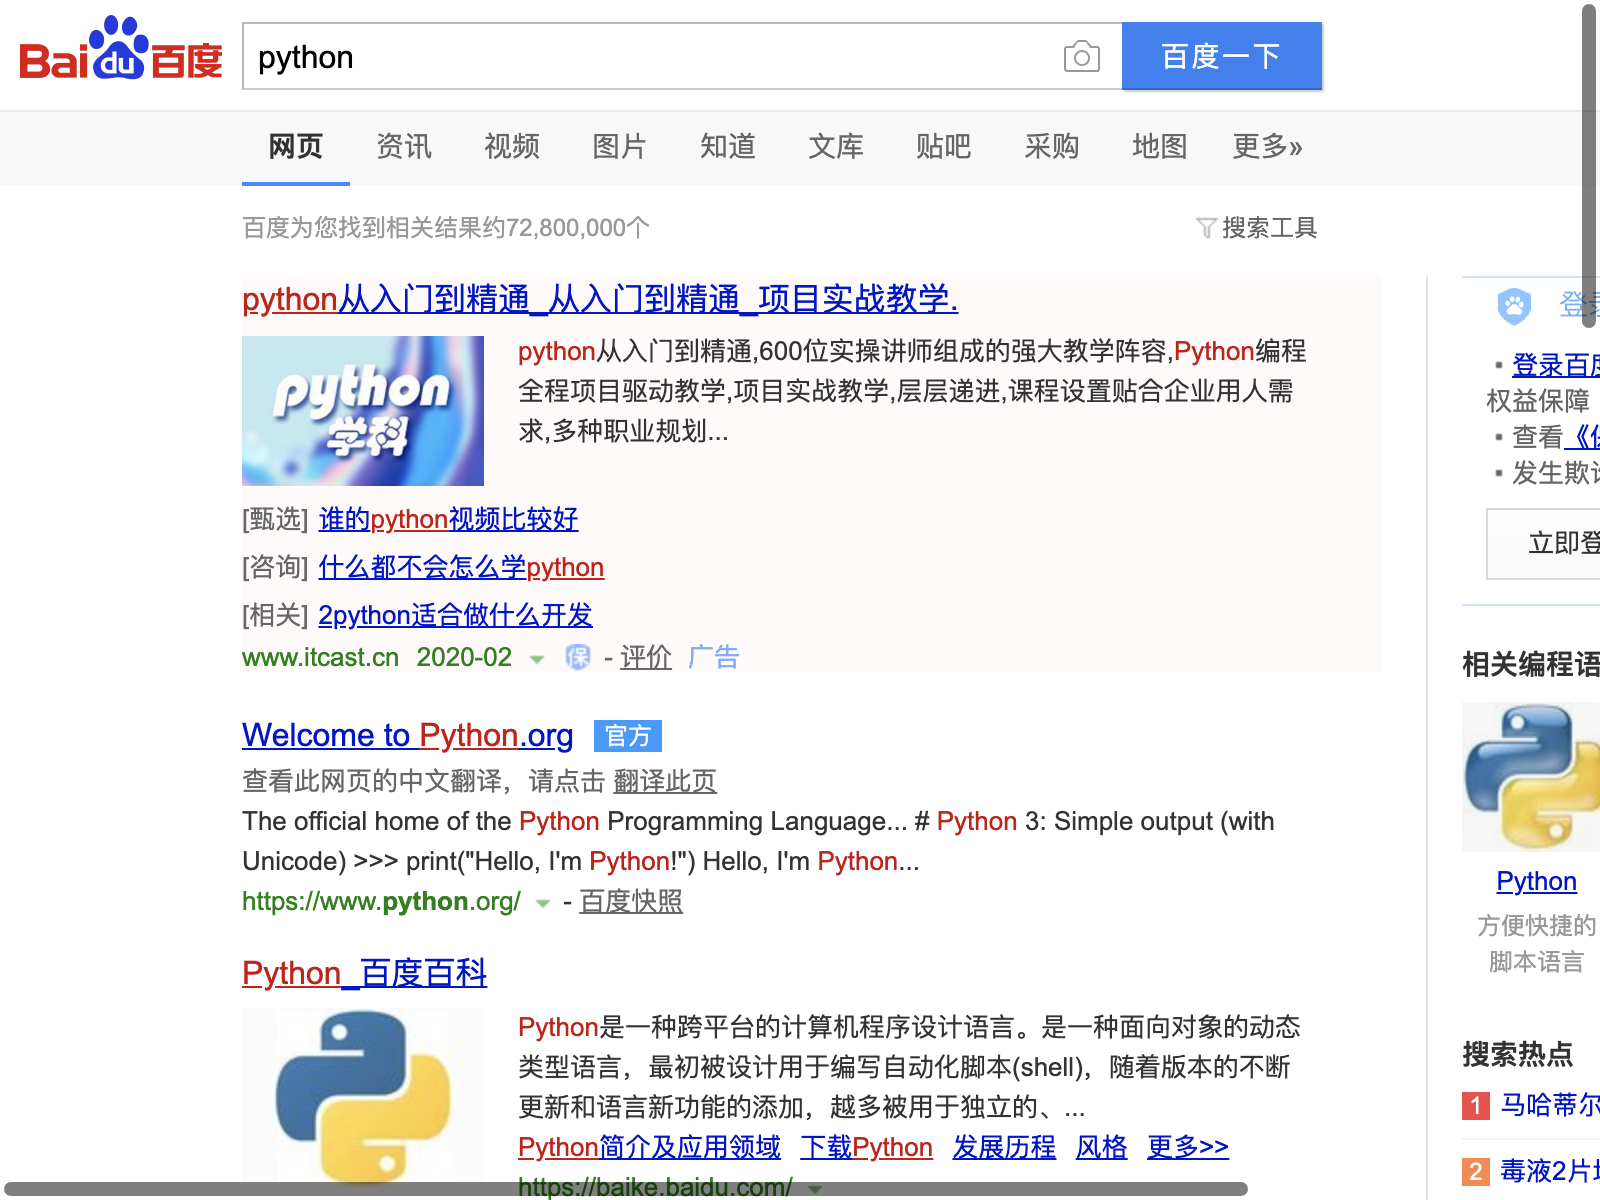 Bai du 百度
python
百度一下
网页 资讯 视频 图片 知道 文库 贴吧 采购 地图 更多»
百度为您找到相关结果约72,800,000个
搜索工具
python从入门到精通_从入门到精通_项目实战教学.
python
学科
python从入门到精通,600位实操讲师组成的强大教学阵容,Python编程
全程项目驱动教学,项目实战教学,层层递进,课程设置贴合企业用人需
求,多种职业规划...
[甄选] 谁的python视频比较好
[咨询] 什么都不会怎么学python
[相关] 2python适合做什么开发
www.itcast.cn 2020-02 保 - 评价 广告
Welcome to Python.org 官方
查看此网页的中文翻译，请点击 翻译此页
The official home of the Python Programming Language... # Python 3: Simple output (with
Unicode) >>> print("Hello, I'm Python!") Hello, I'm Python...
https://www.python.org/ - 百度快照
Python_百度百科
Python是一种跨平台的计算机程序设计语言。是一种面向对象的动态
类型语言，最初被设计用于编写自动化脚本(shell)，随着版本的不断
更新和语言新功能的添加，越多被用于独立的、...
Python简介及应用领域 下载Python 发展历程 风格 更多>>
https://baike.baidu.com/
登
▪ 登录百度
权益保障
▪ 查看《
▪ 发生欺
立即登
相关编程语
Python
方便快捷的
脚本语言
搜索热点
1 马哈蒂尔
2 毒液2片